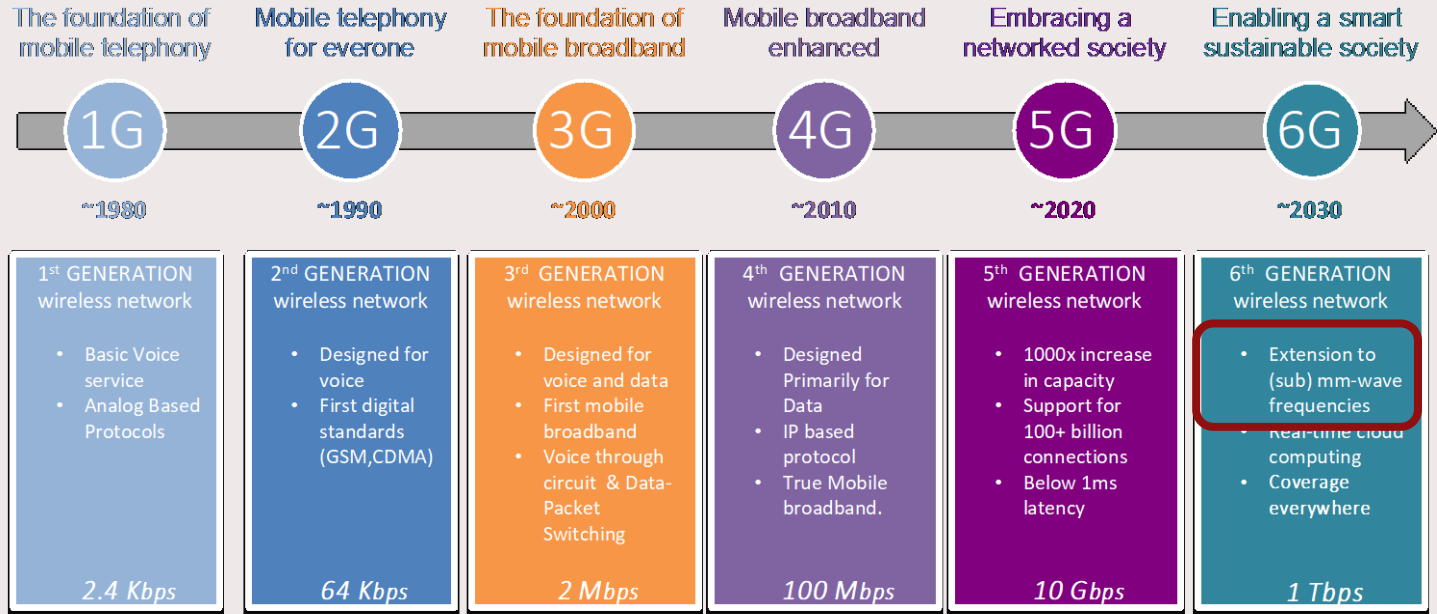 The foundation of
mobile telephony
Mobile telephony
for everone
The foundation of
mobile broadband
Mobile broadband
enhanced
Embracing a
networked society
Enabling a smart
sustainable society
1G
2G
3G
4G
5G
6G
~1980
~1990
~2000
~2010
~2020
~2030
1st GENERATION
wireless network
• Basic Voice
service
• Analog Based
Protocols
2.4 Kbps
2nd GENERATION
wireless network
• Designed for
voice
• First digital
standards
(GSM,CDMA)
64 Kbps
3rd GENERATION
wireless network
• Designed for
voice and data
• First mobile
broadband
• Voice through
circuit & Data-
Packet
Switching
2 Mbps
4th GENERATION
wireless network
• Designed
Primarily for
Data
• IP based
protocol
• True Mobile
broadband.
100 Mbps
5th GENERATION
wireless network
• 1000x increase
in capacity
• Support for
100+ billion
connections
• Below 1ms
latency
10 Gbps
6th GENERATION
wireless network
• Extension to
(sub) mm-wave
frequencies
• Real-time cloud
computing
• Coverage
everywhere
1 Tbps